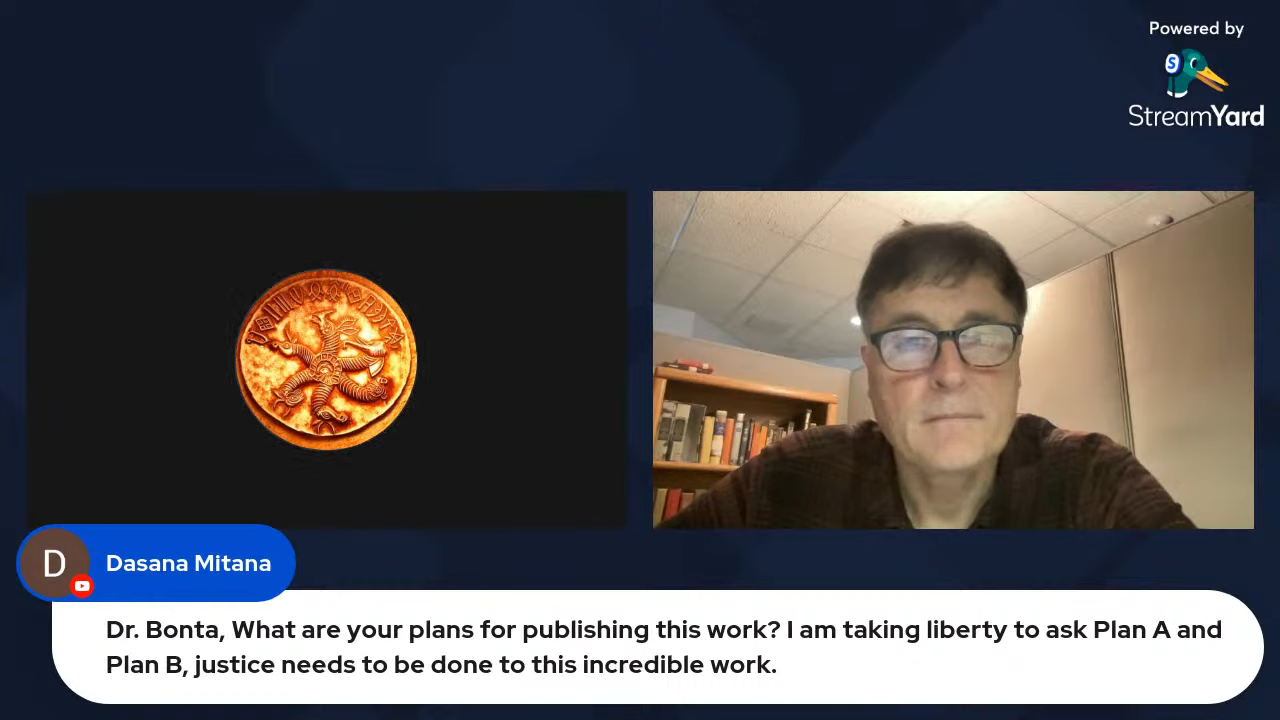 Powered by
S
StreamYard
D
Dasana Mitana
Dr. Bonta, What are your plans for publishing this work? I am taking liberty to ask Plan A and
Plan B, justice needs to be done to this incredible work.